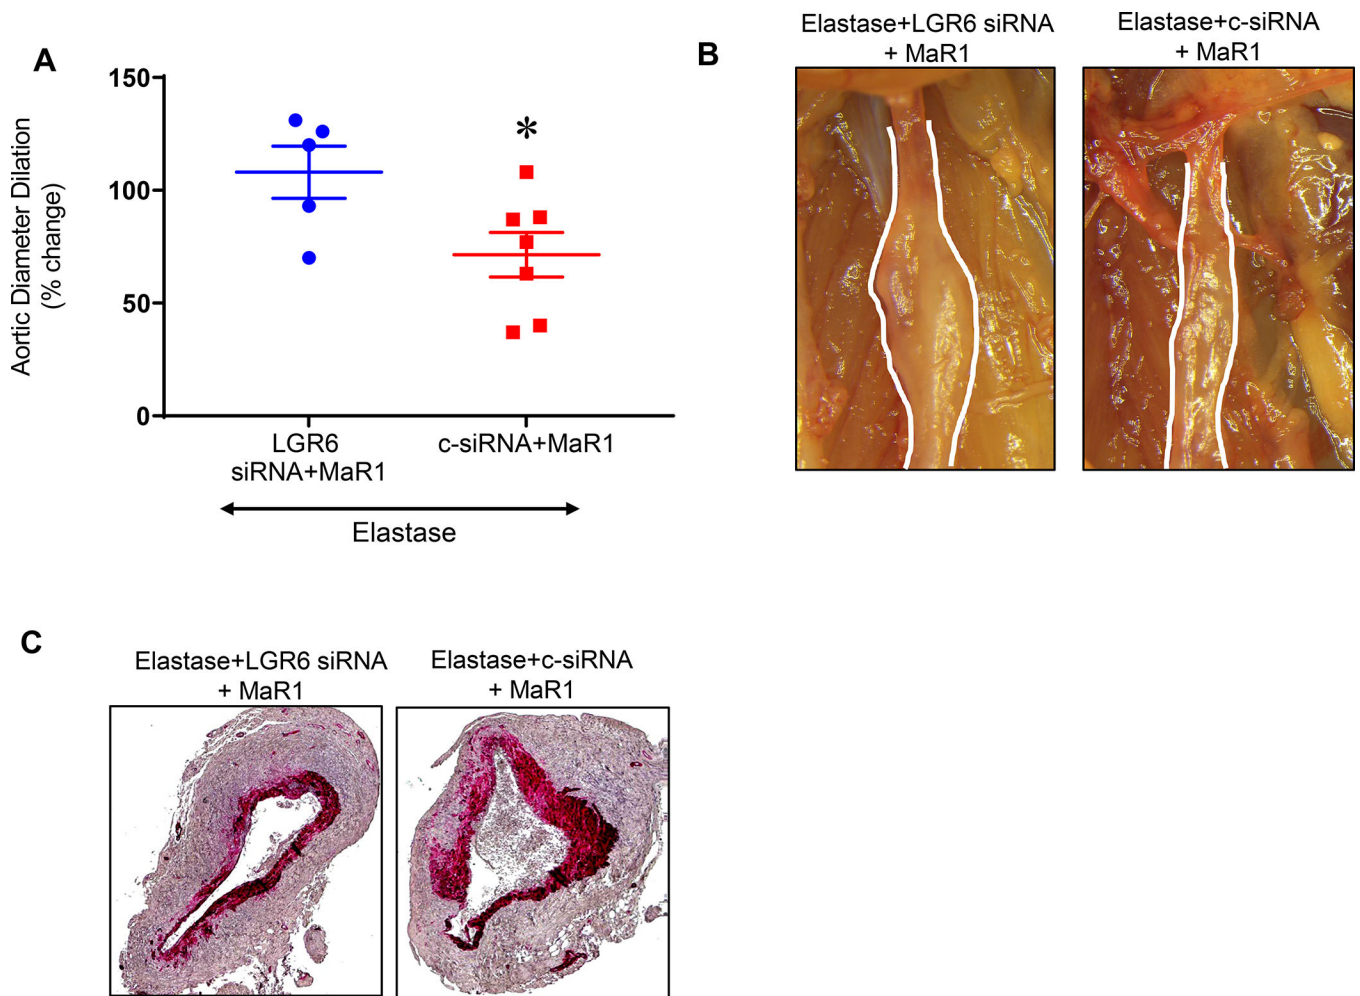 A
Aortic Diameter Dilation
(% change)
150
100
50
0
*
LGR6
siRNA+MaR1
c-siRNA+MaR1
Elastase
B
Elastase+LGR6 siRNA
+ MaR1
Elastase+c-siRNA
+ MaR1
C
Elastase+LGR6 siRNA
+ MaR1
Elastase+c-siRNA
+ MaR1